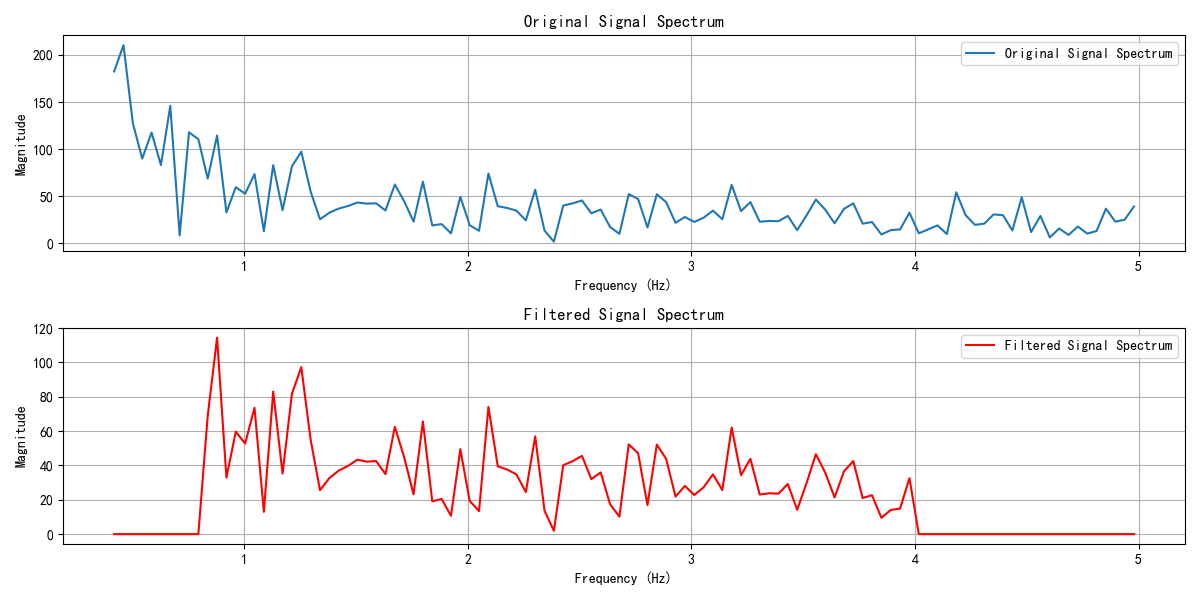 Original Signal Spectrum
200
150
100
50
0
Magnitude
Original Signal Spectrum
1 2 3 4 5
Frequency (Hz)
Filtered Signal Spectrum
120
100
80
60
40
20
0
Magnitude
Filtered Signal Spectrum
1 2 3 4 5
Frequency (Hz)